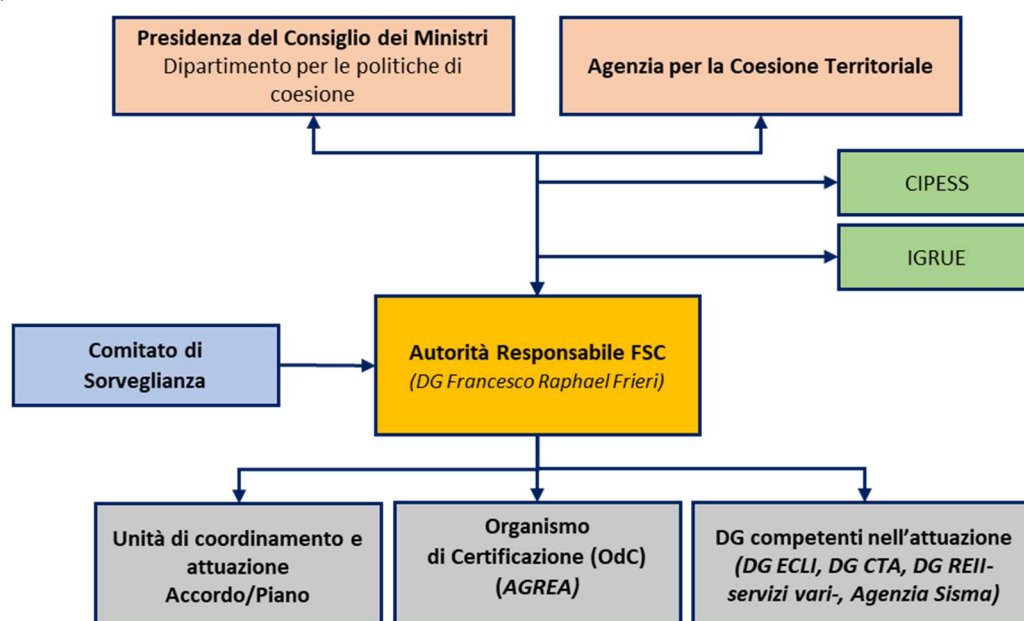 Presidenza del Consiglio dei Ministri
Dipartimento per le politiche di
coesione
Agenzia per la Coesione Territoriale
CIPESS
IGRUE
Comitato di
Sorveglianza
Autorità Responsabile FSC
(DG Francesco Raphael Frieri)
Unità di coordinamento e
attuazione
Accordo/Piano
Organismo
di Certificazione (OdC)
(AGREA)
DG competenti nell'attuazione
(DG ECLI, DG CTA, DG REII-
servizi vari-, Agenzia Sisma)